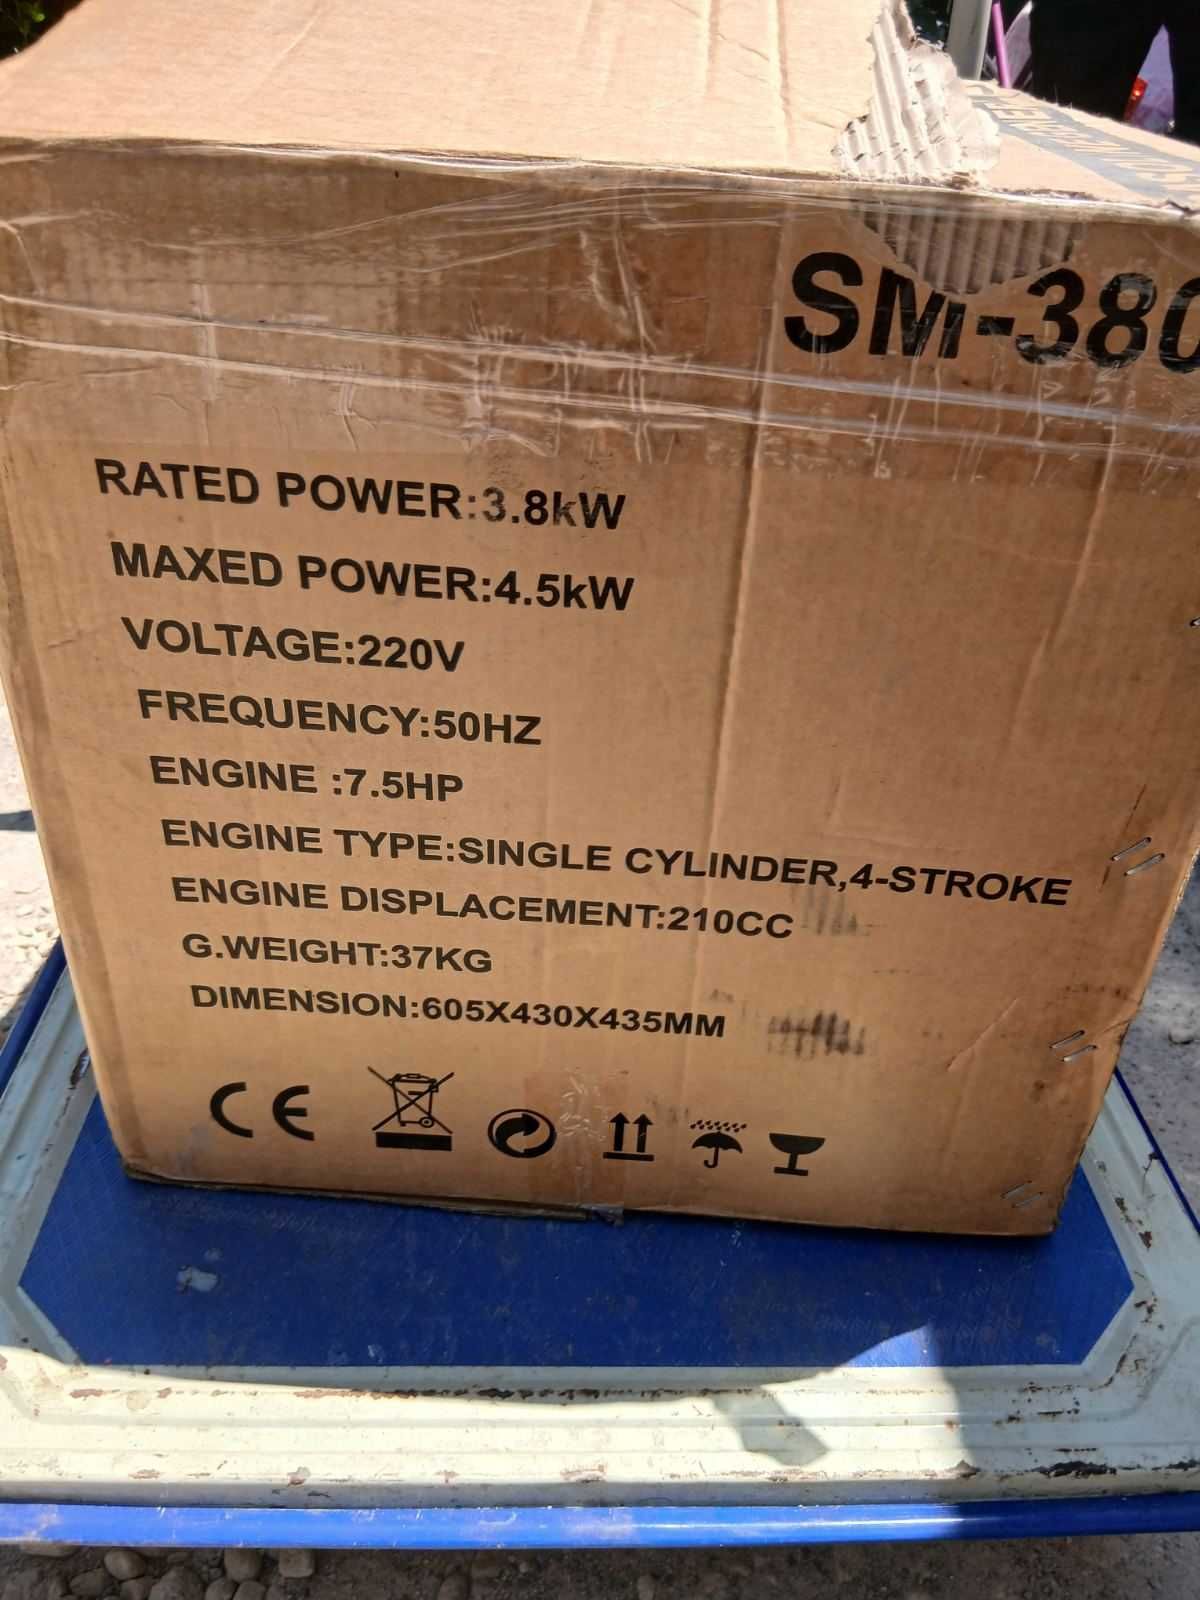 SM-380
RATED POWER:3.8kW
MAXED POWER:4.5kW
VOLTAGE:220V
FREQUENCY:50HZ
ENGINE :7.5HP
ENGINE TYPE:SINGLE CYLINDER,4-STROKE
ENGINE DISPLACEMENT:210CC
G.WEIGHT:37KG
DIMENSION:605X430X435MM
CE